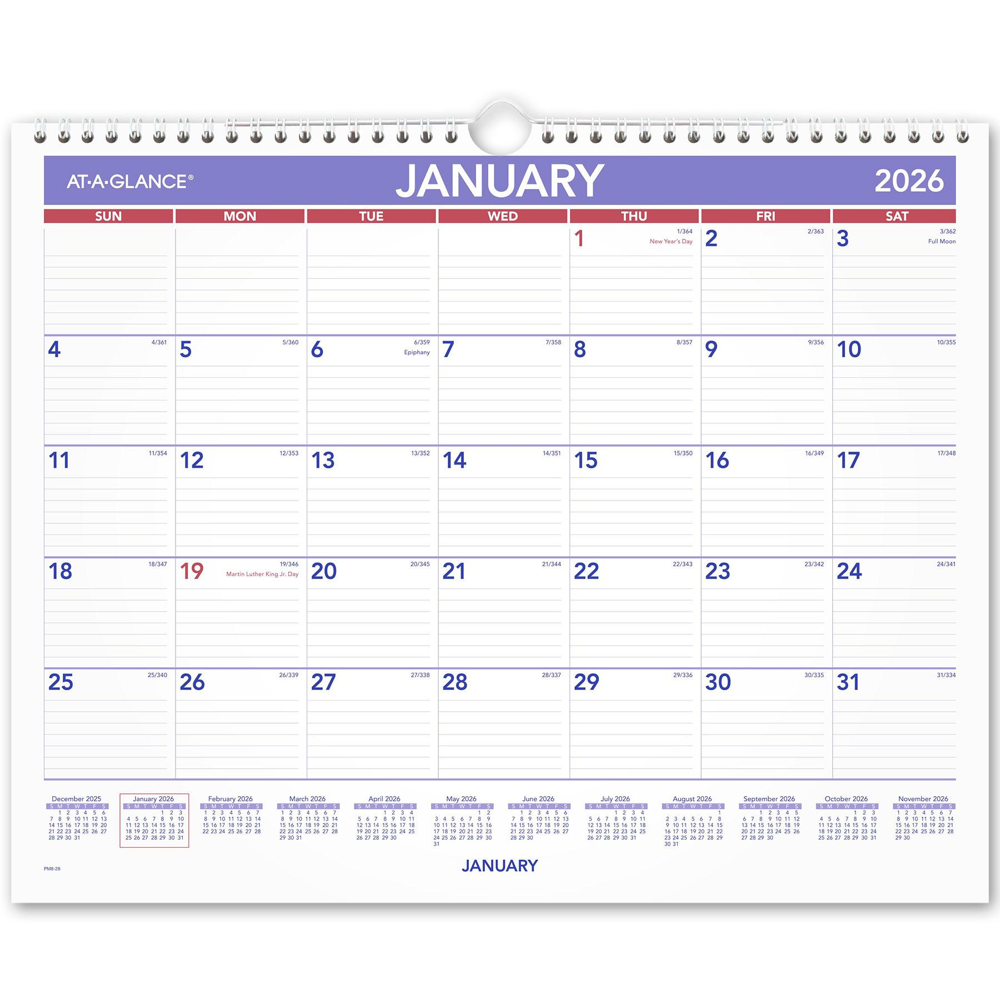 AT·A·GLANCE® JANUARY 2026
SUN MON TUE WED THU FRI SAT
1 1/364 2 2/363 3 3/362
New Year's Day Full Moon
4 4/361 5 5/360 6 6/359 7 7/358 8 8/357 9 9/356 10 10/355
Epiphany
11 11/354 12 12/353 13 13/352 14 14/351 15 15/350 16 16/349 17 17/348
18 18/347 19 19/346 20 20/345 21 21/344 22 22/343 23 23/342 24 24/341
Martin Luther King Jr. Day
25 25/340 26 26/339 27 27/338 28 28/337 29 29/336 30 30/335 31 31/334
December 2025
S M T W T F S
1 2 3 4 5 6
7 8 9 10 11 12 13
14 15 16 17 18 19 20
21 22 23 24 25 26 27
28 29 30 31
January 2026
S M T W T F S
1 2 3
4 5 6 7 8 9 10
11 12 13 14 15 16 17
18 19 20 21 22 23 24
25 26 27 28 29 30 31
February 2026
S M T W T F S
1 2 3 4 5 6 7
8 9 10 11 12 13 14
15 16 17 18 19 20 21
22 23 24 25 26 27 28
March 2026
S M T W T F S
1 2 3 4 5 6 7
8 9 10 11 12 13 14
15 16 17 18 19 20 21
22 23 24 25 26 27 28
29 30 31
April 2026
S M T W T F S
1 2 3 4
5 6 7 8 9 10 11
12 13 14 15 16 17 18
19 20 21 22 23 24 25
26 27 28 29 30
May 2026
S M T W T F S
1 2
3 4 5 6 7 8 9
10 11 12 13 14 15 16
17 18 19 20 21 22 23
24 25 26 27 28 29 30
31
June 2026
S M T W T F S
1 2 3 4 5 6
7 8 9 10 11 12 13
14 15 16 17 18 19 20
21 22 23 24 25 26 27
28 29 30
July 2026
S M T W T F S
1 2 3 4
5 6 7 8 9 10 11
12 13 14 15 16 17 18
19 20 21 22 23 24 25
26 27 28 29 30 31
August 2026
S M T W T F S
1
2 3 4 5 6 7 8
9 10 11 12 13 14 15
16 17 18 19 20 21 22
23 24 25 26 27 28 29
30 31
September 2026
S M T W T F S
1 2 3 4 5
6 7 8 9 10 11 12
13 14 15 16 17 18 19
20 21 22 23 24 25 26
27 28 29 30
October 2026
S M T W T F S
1 2 3
4 5 6 7 8 9 10
11 12 13 14 15 16 17
18 19 20 21 22 23 24
25 26 27 28 29 30 31
November 2026
S M T W T F S
1 2 3 4 5 6 7
8 9 10 11 12 13 14
15 16 17 18 19 20 21
22 23 24 25 26 27 28
29 30
PM8-28 JANUARY